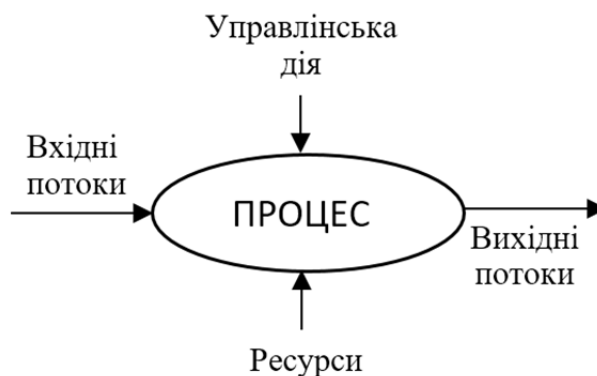 Управлінська
дія
Вхідні
потоки
ПРОЦЕС
Вихідні
потоки
Ресурси